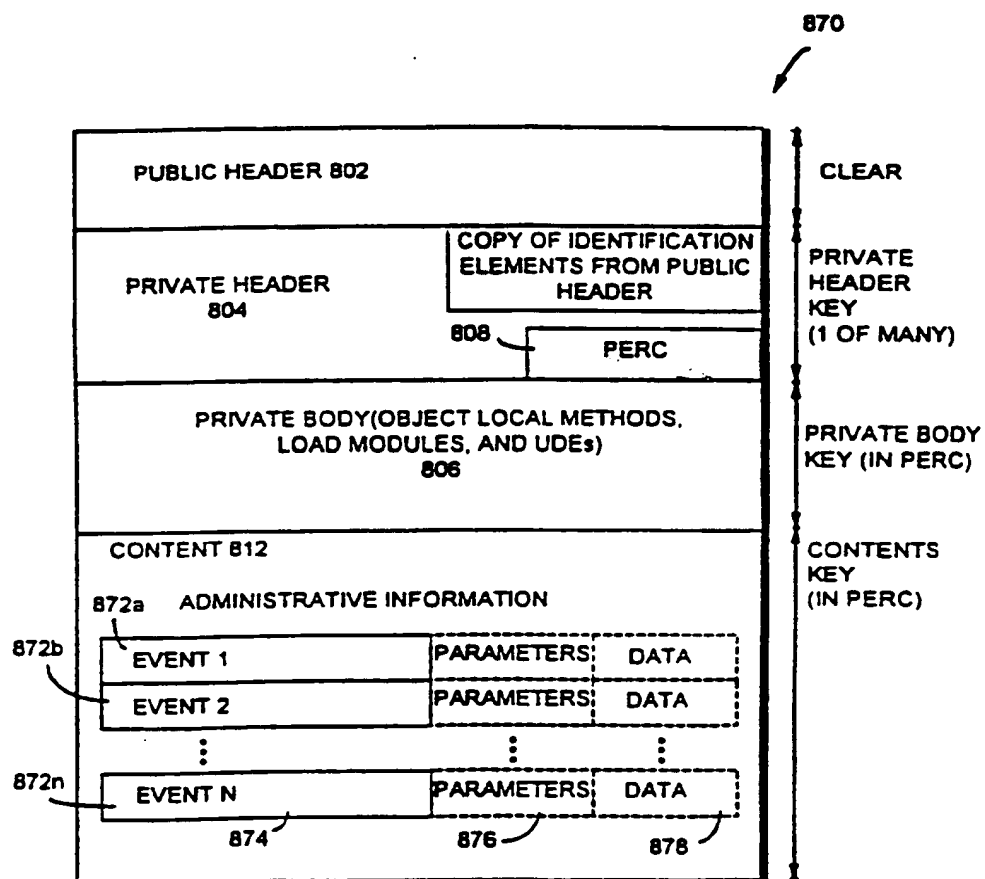 870
PUBLIC HEADER 802
CLEAR
PRIVATE HEADER
804
COPY OF IDENTIFICATION
ELEMENTS FROM PUBLIC
HEADER
808
PERC
PRIVATE
HEADER
KEY
(1 OF MANY)
PRIVATE BODY(OBJECT LOCAL METHODS,
LOAD MODULES, AND UDEs)
806
PRIVATE BODY
KEY (IN PERC)
CONTENT 812
CONTENTS
KEY
(IN PERC)
872a
ADMINISTRATIVE INFORMATION
872b
EVENT 1 PARAMETERS DATA
EVENT 2 PARAMETERS DATA
872n
EVENT N PARAMETERS DATA
874
876
878